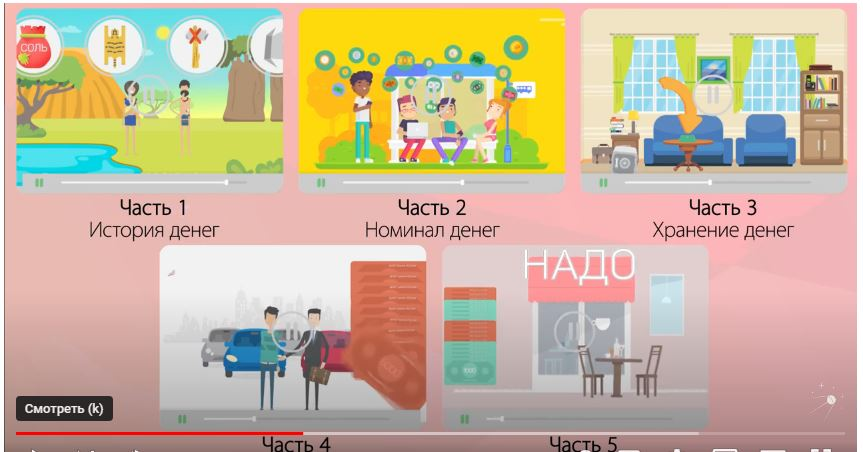 СОЛЬ
Часть 1
История денег
Часть 2
Номинал денег
Часть 3
Хранение денег
НАДО
Смотреть (k)
Часть 4
Часть 5